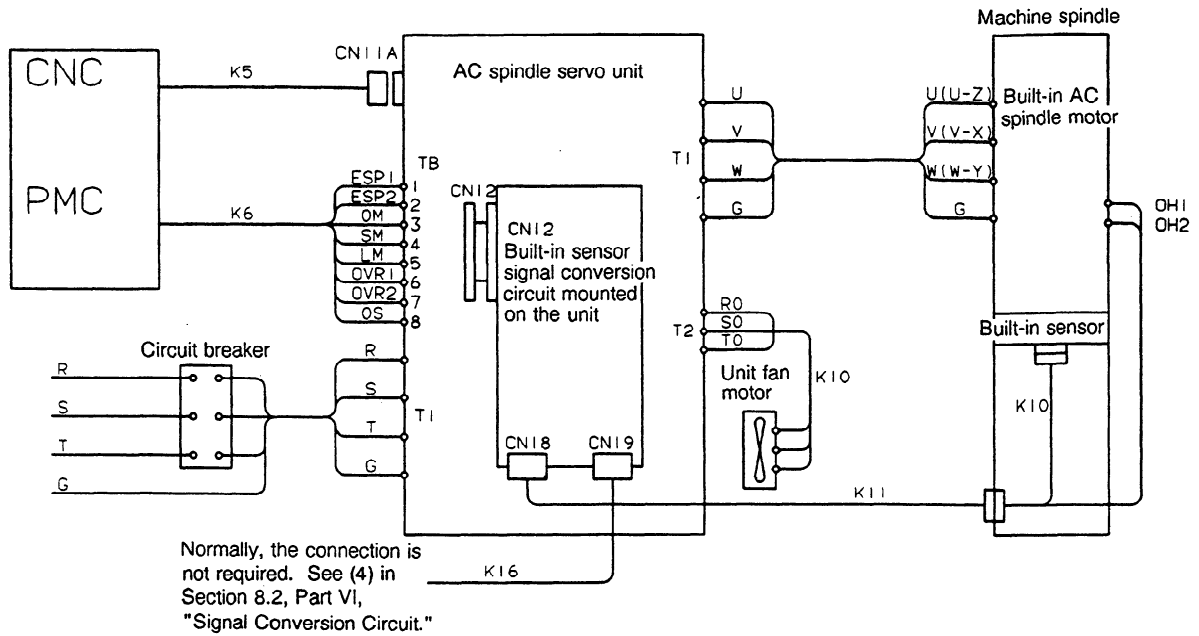 Machine spindle
CNC
K5
CN11A
AC spindle servo unit
U
V
W
G
T1
U(U-Z)
V(V-X)
W(W-Y)
G
Built-in AC
spindle motor
PMC
K6
TB
ESP1
ESP2
OM
SM
LM
OVR1
OVR2
OS
1
2
3
4
5
6
7
8
CN12
CN12
Built-in sensor
signal conversion
circuit mounted
on the unit
OH1
OH2
R0
S0
T0
T2
Built-in sensor
Circuit breaker
R
S
T
G
R
S
T
G
T1
Unit fan
motor
K10
K10
CN18
CN19
K11
Normally, the connection is
not required. See (4) in
Section 8.2, Part VI,
"Signal Conversion Circuit."
K16